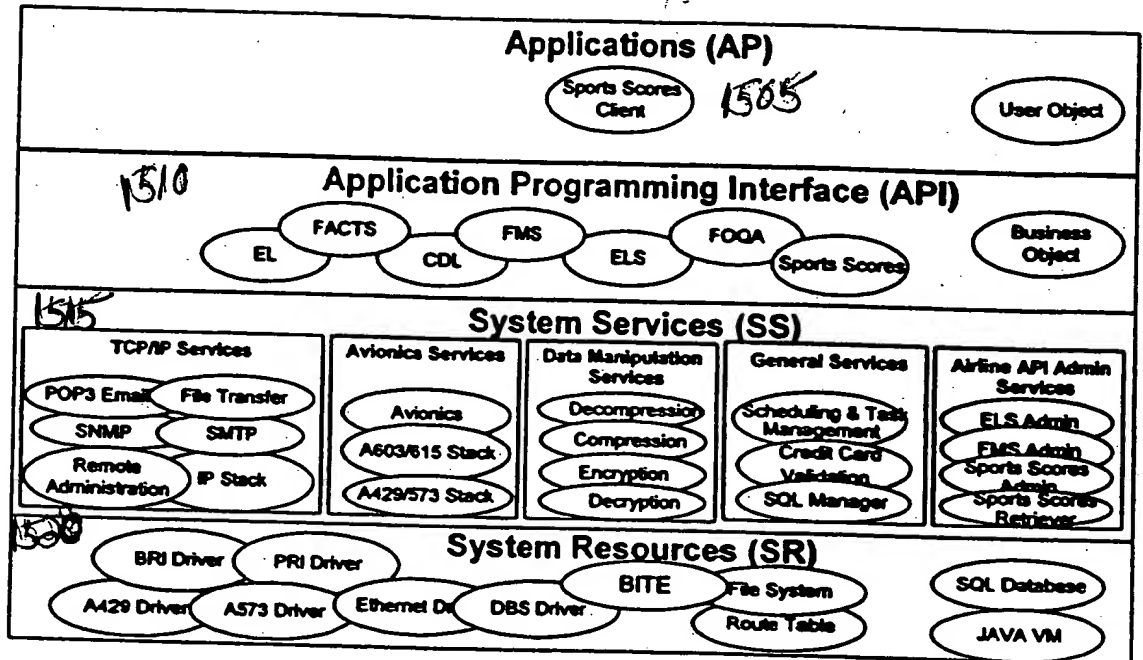 Applications (AP)
Sports Scores
Client
1505
User Object
1510
Application Programming Interface (API)
EL
FACTS
CDL
FMS
ELS
FOQA
Sports Scores
Business
Object
1515
System Services (SS)
TCP/IP Services
POP3 Email
File Transfer
SNMP
SMTP
Remote
Administration
IP Stack
Avionics Services
Avionics
A603/615 Stack
A429/573 Stack
Data Manipulation
Services
Decompression
Compression
Encryption
Decryption
General Services
Scheduling & Task
Management
Credit Card
Validation
SQL Manager
Airline API Admin
Services
ELS Admin
FMS Admin
Sports Scores
Admin
Sports Scores
Retriever
System Resources (SR)
BRI Driver
PRI Driver
A429 Driver
A573 Driver
Ethernet
DBS Driver
BITE
File System
Route Table
SQL Database
JAVA VM